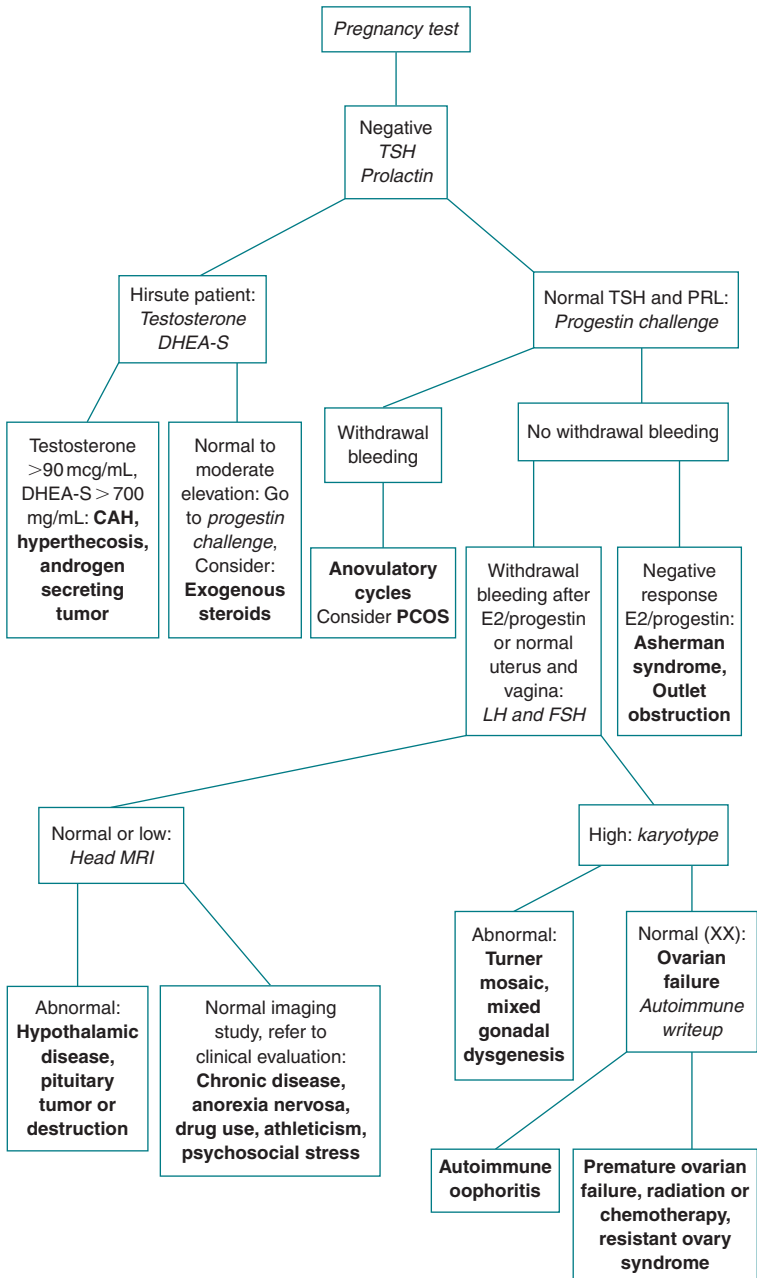 Pregnancy test
Negative
TSH
Prolactin
Hirsute patient:
Testosterone
DHEA-S
Normal TSH and PRL:
Progestin challenge
Testosterone
>90 mcg/mL,
DHEA-S > 700
mg/mL: CAH,
hyperthecosis,
androgen
secreting
tumor
Normal to
moderate
elevation: Go
to progestin
challenge,
Consider:
Exogenous
steroids
Withdrawal
bleeding
No withdrawal bleeding
Anovulatory
cycles
Consider PCOS
Withdrawal
bleeding after
E2/progestin
or normal
uterus and
vagina:
LH and FSH
Negative
response
E2/progestin:
Asherman
syndrome,
Outlet
obstruction
Normal or low:
Head MRI
High: karyotype
Abnormal:
Hypothalamic
disease,
pituitary
tumor or
destruction
Normal imaging
study, refer to
clinical evaluation:
Chronic disease,
anorexia nervosa,
drug use, athleticism,
psychosocial stress
Abnormal:
Turner
mosaic,
mixed
gonadal
dysgenesis
Normal (XX):
Ovarian
failure
Autoimmune
writeup
Autoimmune
oophoritis
Premature ovarian
failure, radiation or
chemotherapy,
resistant ovary
syndrome